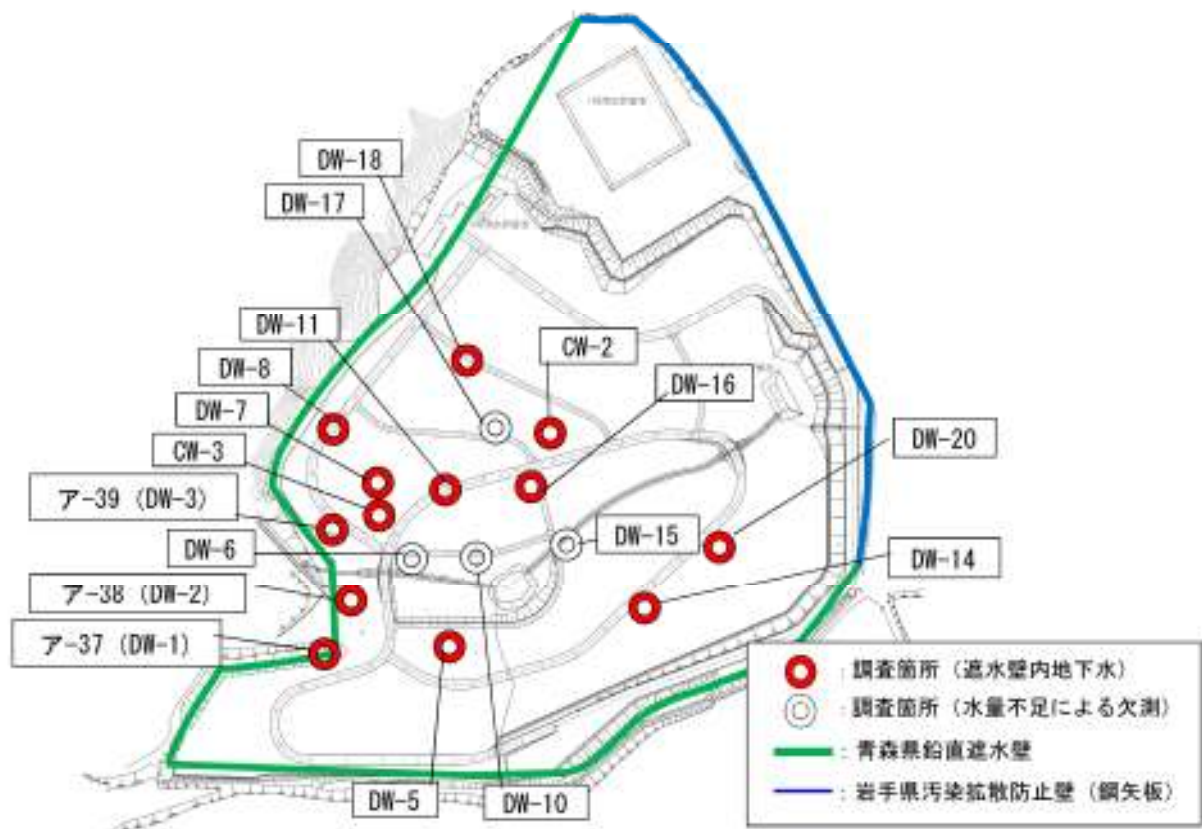 DW-18
DW-17
DW-11
CW-2
DW-8
DW-16
DW-7
DW-20
CW-3
ア-39 (DW-3)
DW-6
DW-15
DW-14
ア-38 (DW-2)
ア-37 (DW-1)
DW-5
DW-10
：調査箇所（遮水壁内地下水）
：調査箇所（水量不足による欠測）
：青森県鉛直遮水壁
：岩手県汚染拡散防止壁（鋼矢板）